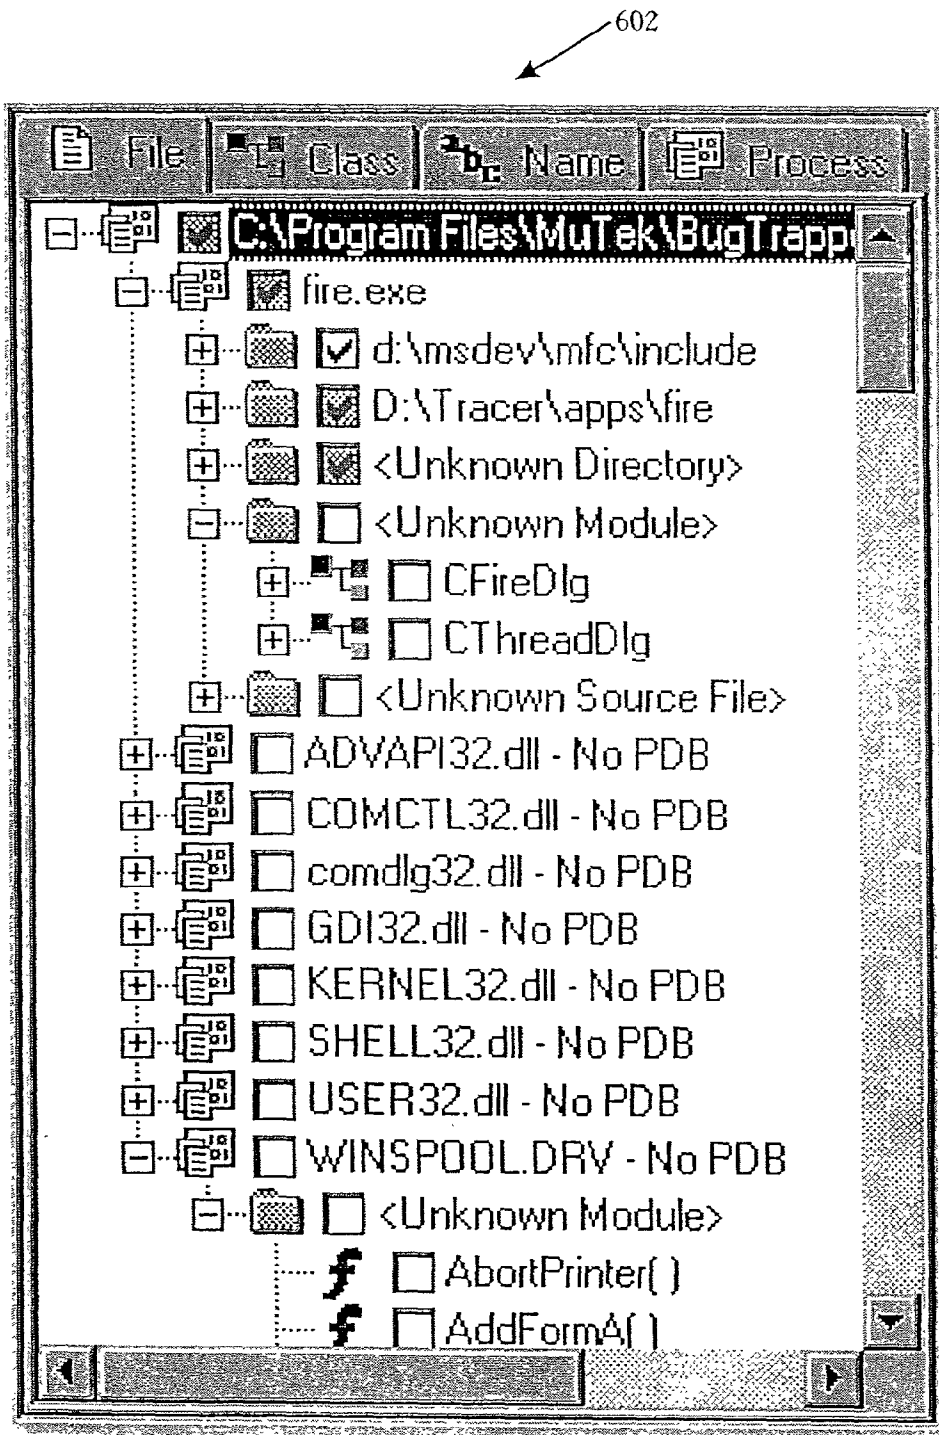 602
File Class Name Process
C:\Program Files\MuTek\BugTrapp
fire.exe
d:\msdev\mfc\include
D:\Tracer\apps\fire
<Unknown Directory>
<Unknown Module>
CFireDlg
CThreadDlg
<Unknown Source File>
ADVAPI32.dll - No PDB
COMCTL32.dll - No PDB
comdlg32.dll - No PDB
GDI32.dll - No PDB
KERNEL32.dll - No PDB
SHELL32.dll - No PDB
USER32.dll - No PDB
WINSPOOL.DRV - No PDB
<Unknown Module>
AbortPrinter( )
AddFormA( )